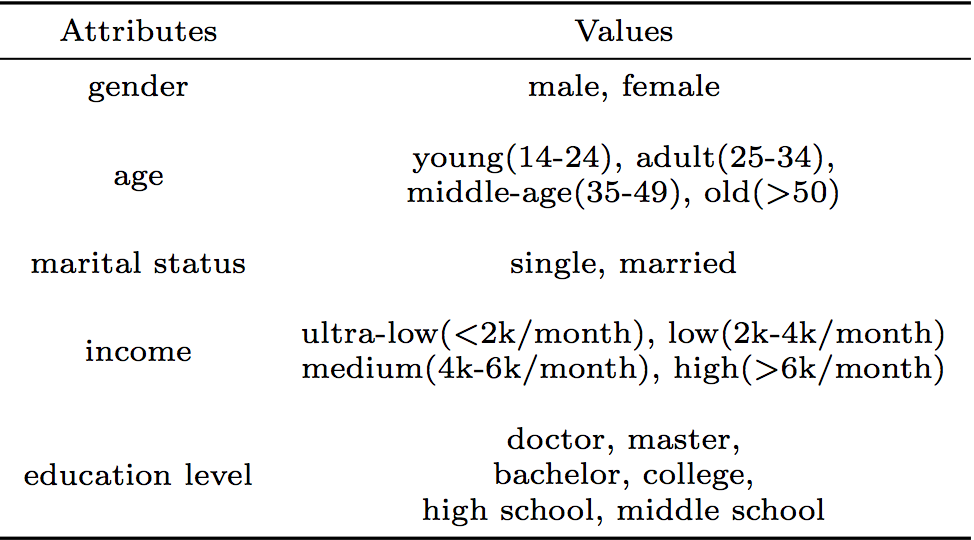 Attributes Values
gender male, female
age young(14-24), adult(25-34),
middle-age(35-49), old(>50)
marital status single, married
income ultra-low(<2k/month), low(2k-4k/month)
medium(4k-6k/month), high(>6k/month)
education level doctor, master,
bachelor, college,
high school, middle school